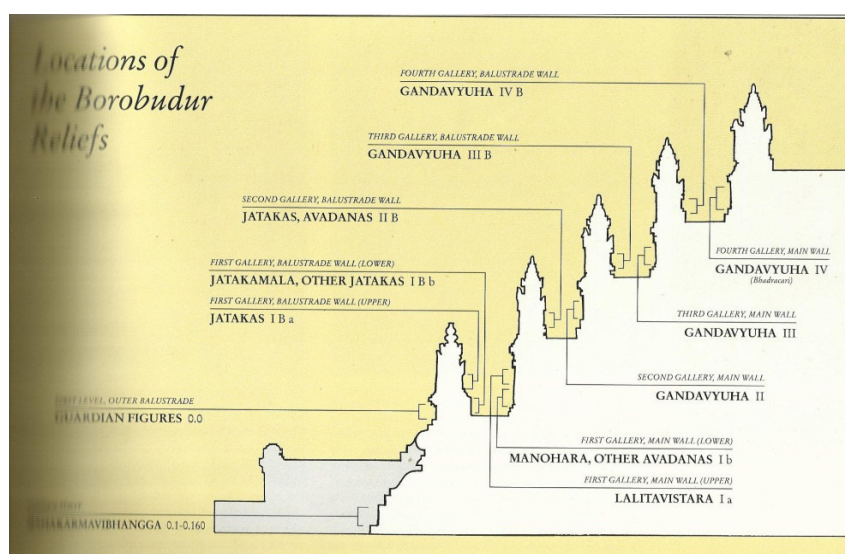 Locations of
the Borobudur
Reliefs
FOURTH GALLERY, BALUSTRADE WALL
GANDAVYUHA IV B
THIRD GALLERY, BALUSTRADE WALL
GANDAVYUHA III B
SECOND GALLERY, BALUSTRADE WALL
JATAKAS, AVADANAS II B
FIRST GALLERY, BALUSTRADE WALL (LOWER)
JATAKAMALA, OTHER JATAKAS I B b
FIRST GALLERY, BALUSTRADE WALL (UPPER)
JATAKAS I B a
LEVEL, OUTER BALUSTRADE
GUARDIAN FIGURES 0.0
FOOT
MAHAKARMAVIBHANGGA 0.1-0.160
FOURTH GALLERY, MAIN WALL
GANDAVYUHA IV
(Bhadracari)
THIRD GALLERY, MAIN WALL
GANDAVYUHA III
SECOND GALLERY, MAIN WALL
GANDAVYUHA II
FIRST GALLERY, MAIN WALL (LOWER)
MANOHARA, OTHER AVADANAS I b
FIRST GALLERY, MAIN WALL (UPPER)
LALITAVISTARA I a